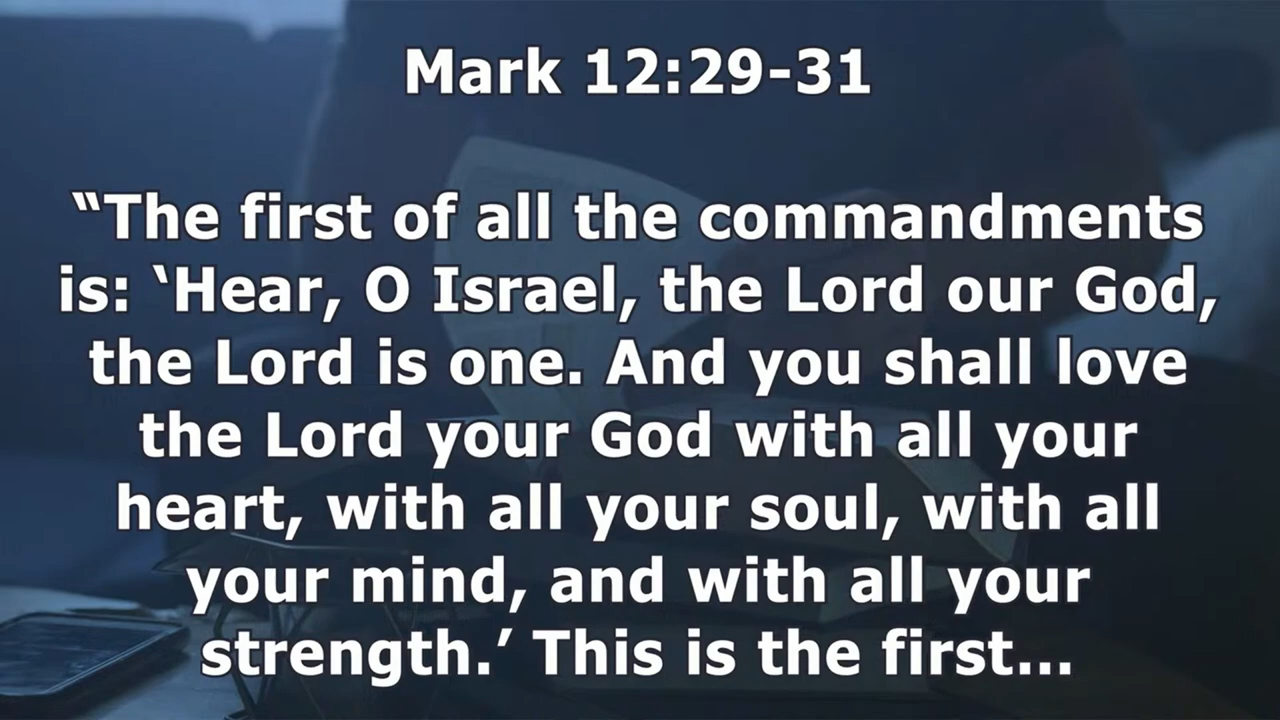 Mark 12:29-31
“The first of all the commandments
is: ‘Hear, O Israel, the Lord our God,
the Lord is one. And you shall love
the Lord your God with all your
heart, with all your soul, with all
your mind, and with all your
strength.’ This is the first...